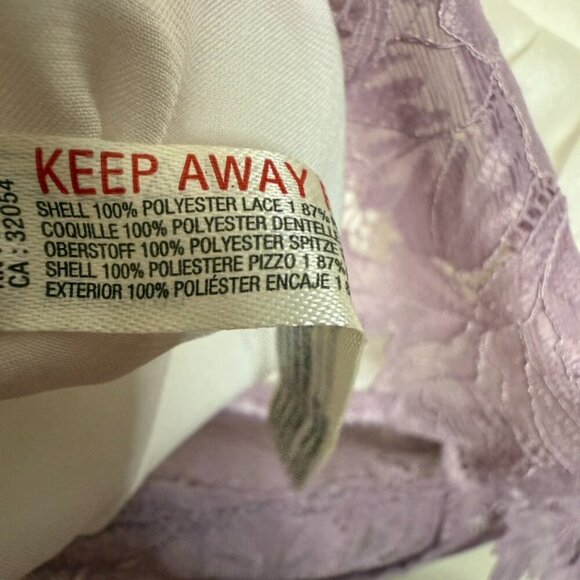 KEEP AWAY
SHELL 100% POLYESTER LACE 1 87%
COQUILLE 100% POLYESTER DENTELLE
OBERSTOFF 100% POLYESTER SPITZE
SHELL 100% POLIESTERE PIZZO 1 87%
EXTERIOR 100% POLIÉSTER ENCAJE 1
CA: 32054